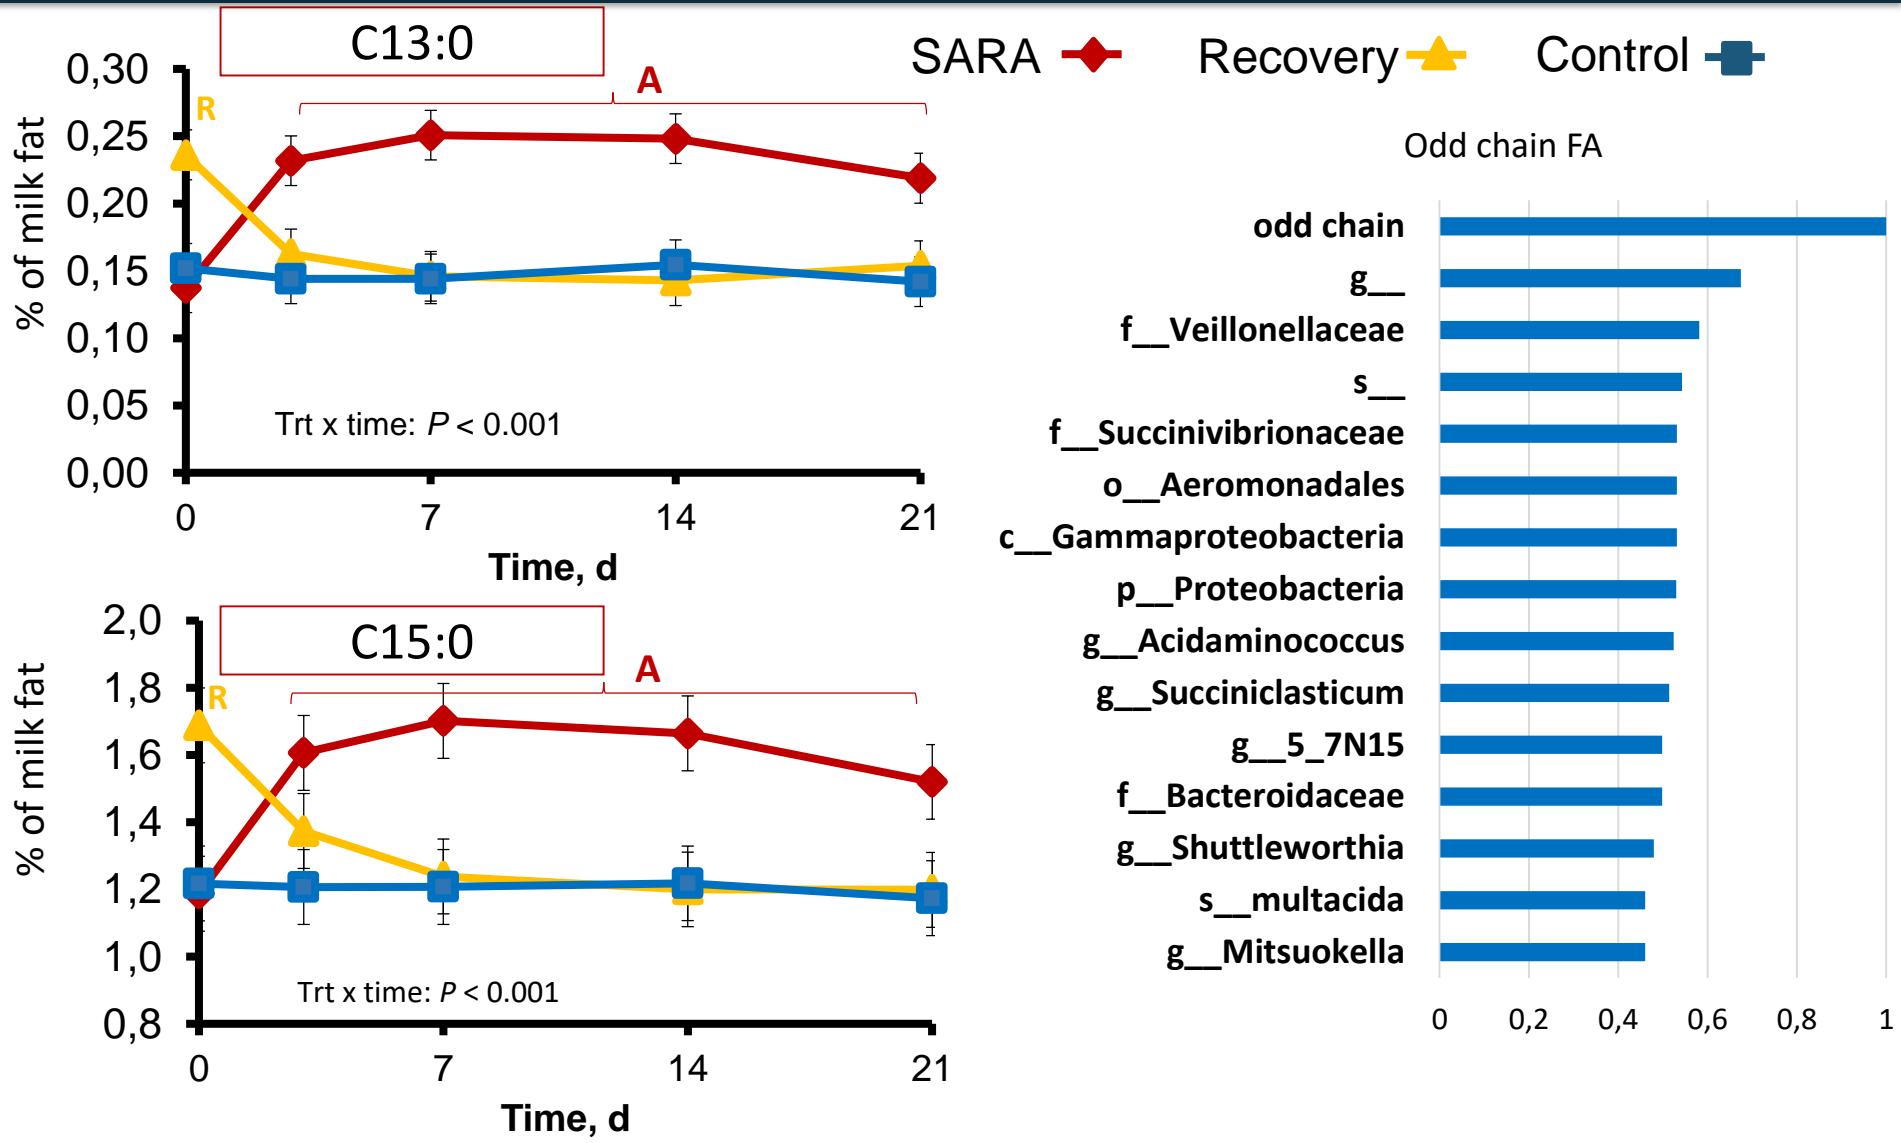 C13:0
SARA
Recovery
Control
0,30
0,25
0,20
0,15
0,10
0,05
0,00
% of milk fat
R
A
Trt x time: P < 0.001
0
7
14
21
Time, d
C15:0
2,0
1,8
1,6
1,4
1,2
1,0
0,8
% of milk fat
R
A
Trt x time: P < 0.001
0
7
14
21
Time, d
Odd chain FA
odd chain
g__
f__Veillonellaceae
s__
f__Succinivibrionaceae
o__Aeromonadales
c__Gammaproteobacteria
p__Proteobacteria
g__Acidaminococcus
g__Succiniclasticum
g__5_7N15
f__Bacteroidaceae
g__Shuttleworthia
s__multacida
g__Mitsuokella
0
0,2
0,4
0,6
0,8
1